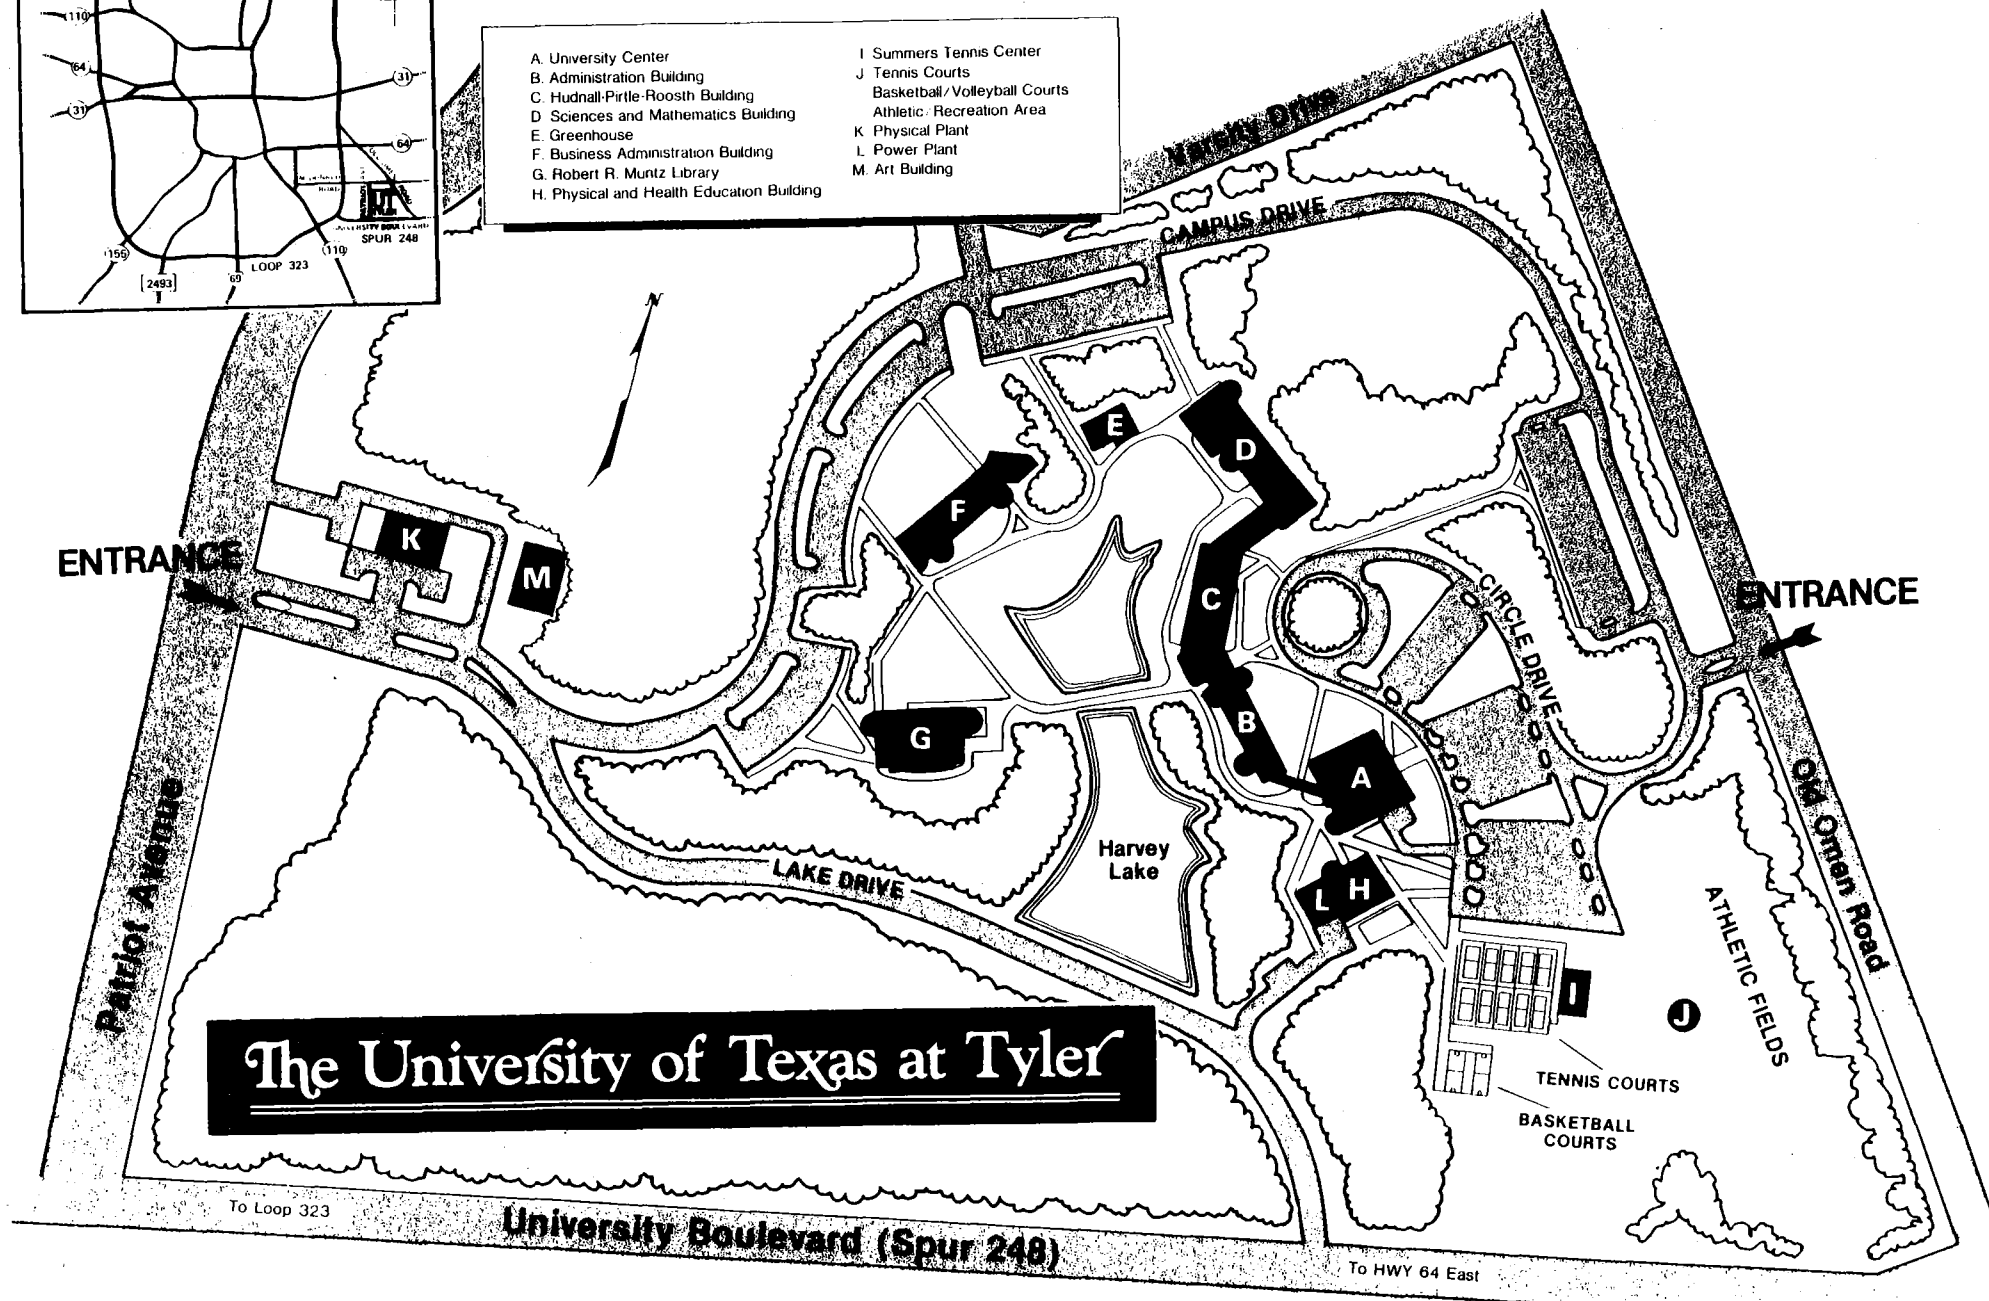 110
64
31
31
64
UNIVERSITY BOULEVARD
SPUR 248
155
2493
69
LOOP 323
110
A. University Center
B. Administration Building
C. Hudnall-Pirtle-Roosth Building
D Sciences and Mathematics Building
E. Greenhouse
F. Business Administration Building
G. Robert R. Muntz Library
H. Physical and Health Education Building
I Summers Tennis Center
J Tennis Courts
Basketball/Volleyball Courts
Athletic/Recreation Area
K Physical Plant
L Power Plant
M. Art Building
Varsity Drive
CAMPUS DRIVE
N
E
D
F
K
M
C
ENTRANCE
ENTRANCE
CIRCLE DRIVE
G
B
A
Patriot Avenue
Old Omen Road
Harvey
Lake
LAKE DRIVE
L
H
ATHLETIC FIELDS
I
J
The University of Texas at Tyler
TENNIS COURTS
BASKETBALL
COURTS
To Loop 323
University Boulevard (Spur 248)
To HWY 64 East